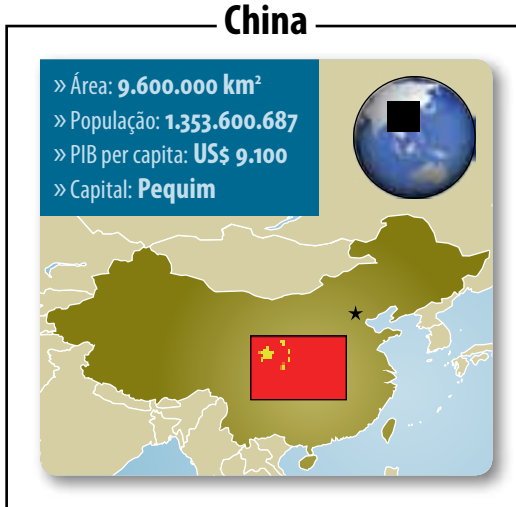 China
» Área: 9.600.000 km²
» População: 1.353.600.687
» PIB per capita: US$ 9.100
» Capital: Pequim